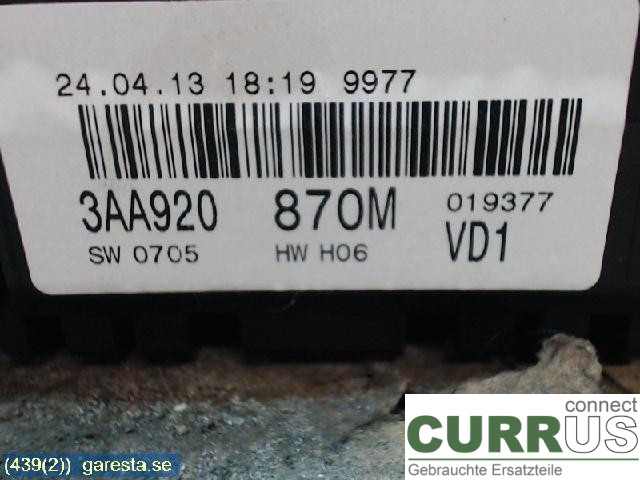 24.04.13 18:19 9977
3AA920 870M 019377
SW 0705 HW H06 VD1
connect
CURRUS
Gebrauchte Ersatzteile
(439(2)) garesta.se